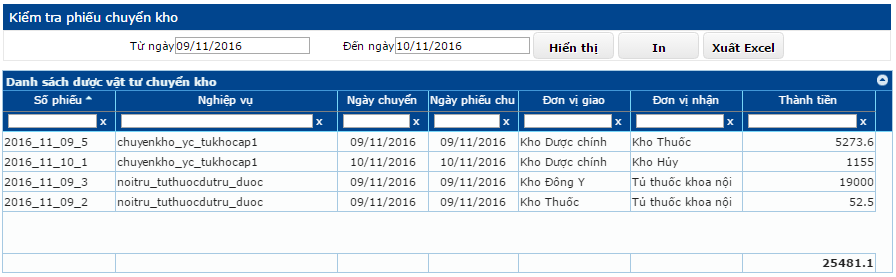 Kiểm tra phiếu chuyển kho
Từ ngày 09/11/2016 Đến ngày 10/11/2016 Hiển thị In Xuất Excel
Danh sách dược vật tư chuyển kho
Số phiếu Nghiệp vụ Ngày chuyển Ngày phiếu chu Đơn vị giao Đơn vị nhận Thành tiền
x x x x x x x
2016_11_09_5 chuyenkho_yc_tukhocap1 09/11/2016 09/11/2016 Kho Dược chính Kho Thuốc 5273.6
2016_11_10_1 chuyenkho_yc_tukhocap1 10/11/2016 10/11/2016 Kho Dược chính Kho Hủy 1155
2016_11_09_3 noitru_tuthuocdutru_duoc 09/11/2016 09/11/2016 Kho Đông Y Tủ thuốc khoa nội 19000
2016_11_09_2 noitru_tuthuocdutru_duoc 09/11/2016 09/11/2016 Kho Thuốc Tủ thuốc khoa nội 52.5
25481.1